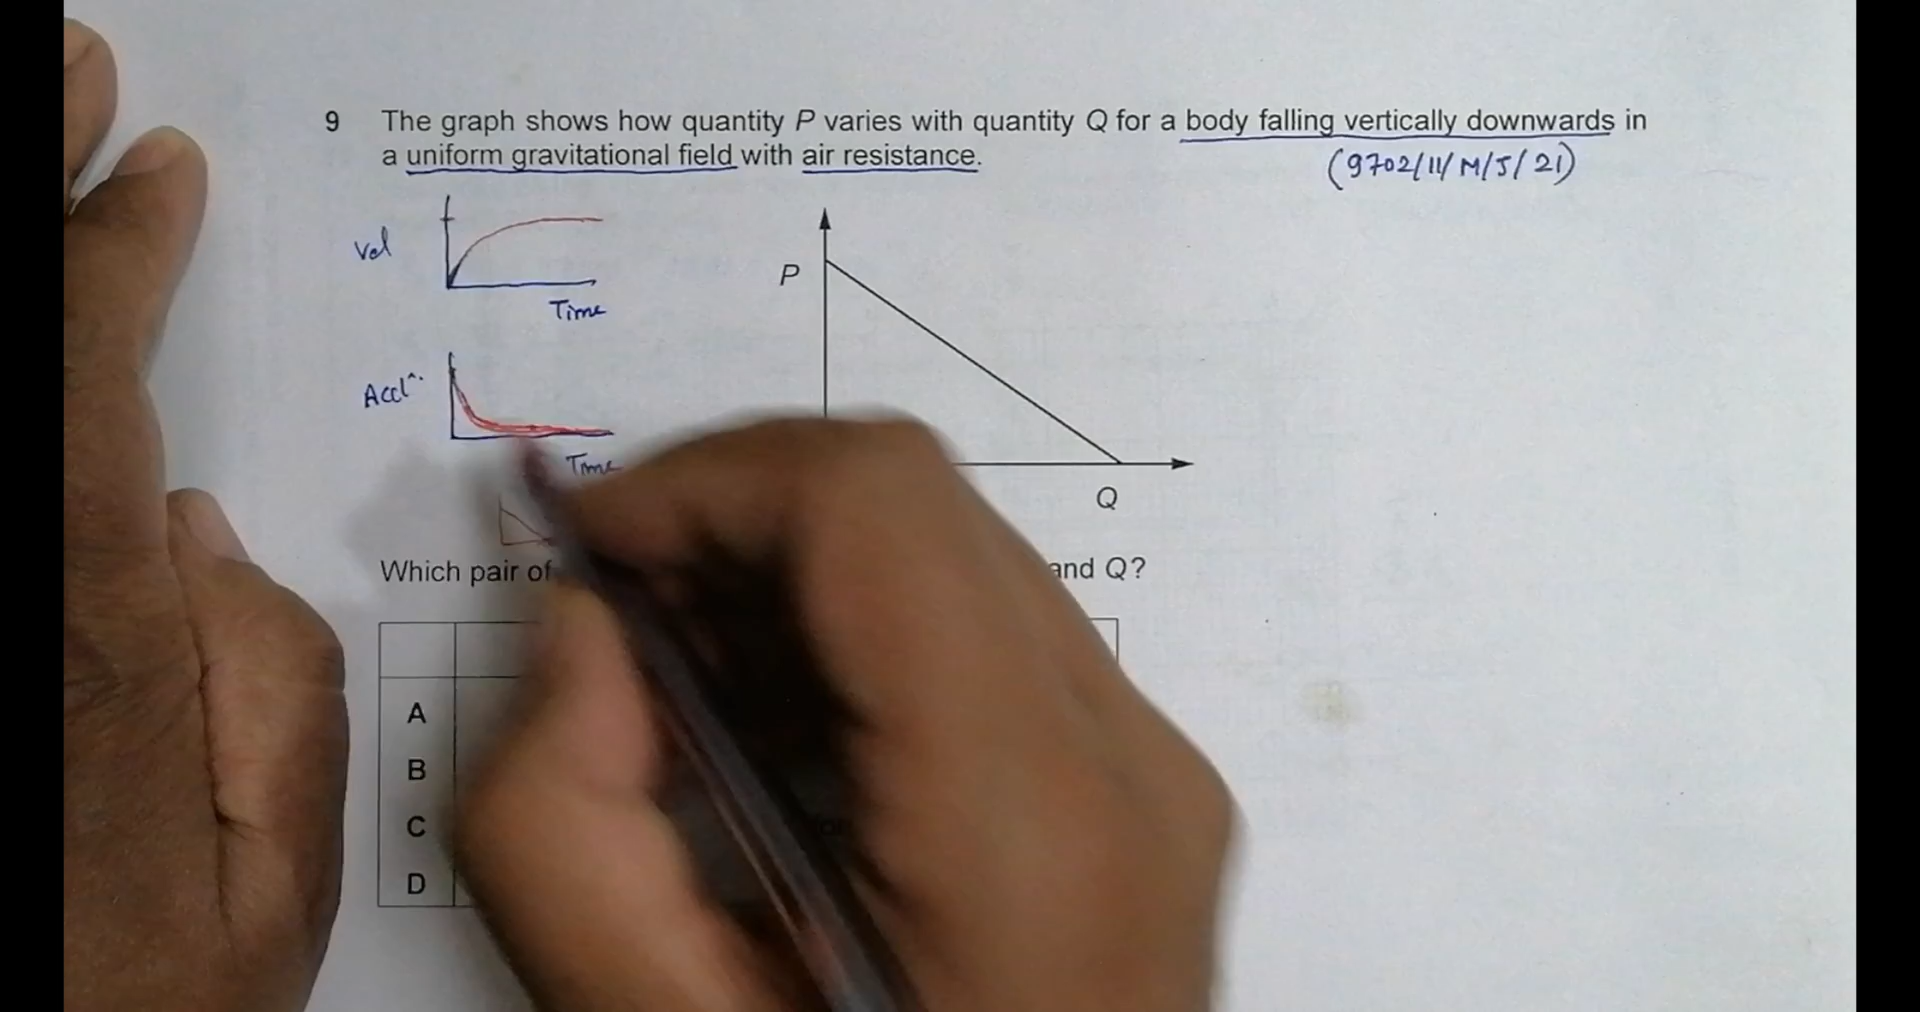 9 The graph shows how quantity P varies with quantity Q for a body falling vertically downwards in
a uniform gravitational field with air resistance.
(9702/11/M/J/21)
Vel
Time
P
Accln.
Time
Q
Which pair of and Q?
A
B
C
D